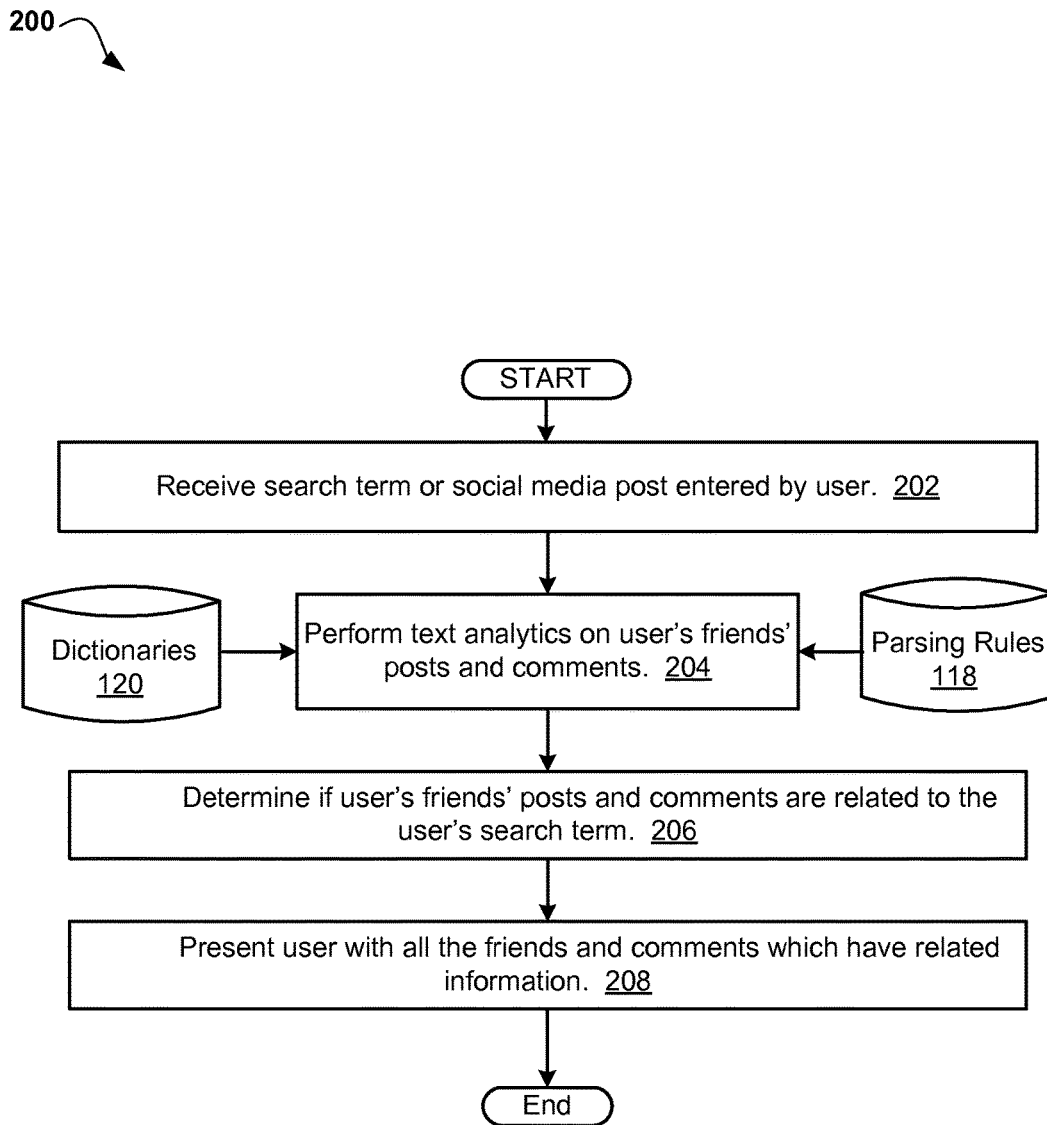 200
START
Receive search term or social media post entered by user. 202
Dictionaries
120
Perform text analytics on user's friends'
posts and comments. 204
Parsing Rules
118
Determine if user's friends' posts and comments are related to the
user's search term. 206
Present user with all the friends and comments which have related
information. 208
End